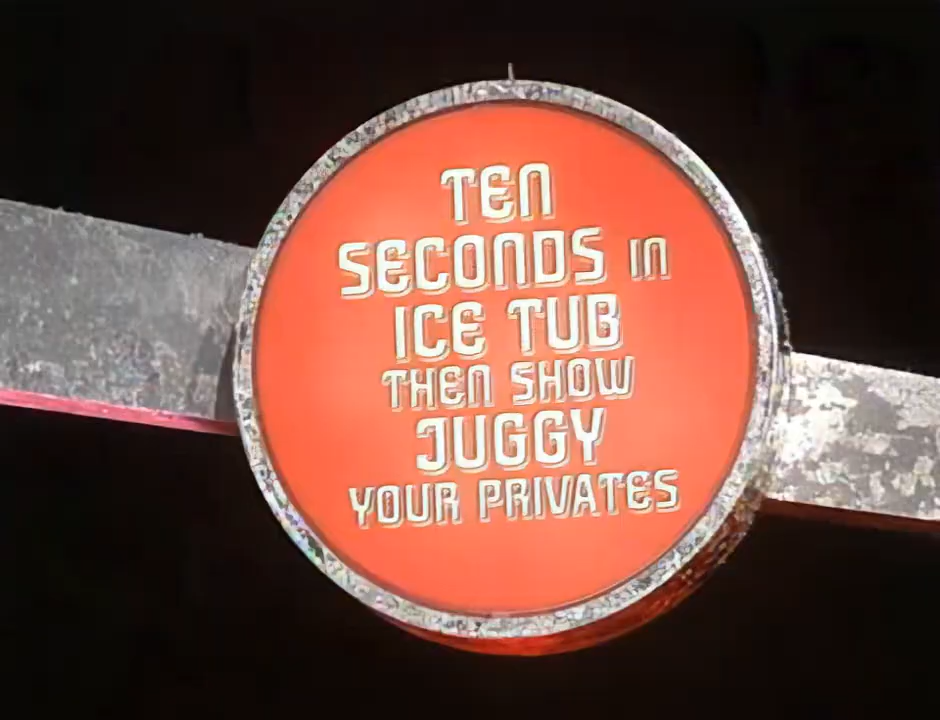 TEN
SECONDS IN
ICE TUB
THEN SHOW
JUGGY
YOUR PRIVATES